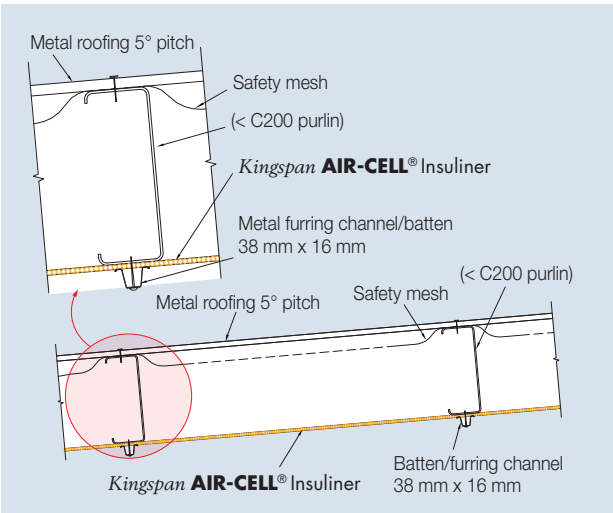 Metal roofing 5° pitch
Safety mesh
(< C200 purlin)
Kingspan AIR-CELL® Insuliner
Metal furring channel/batten
38 mm x 16 mm
(< C200 purlin)
Safety mesh
Metal roofing 5° pitch
Batten/furring channel
38 mm x 16 mm
Kingspan AIR-CELL® Insuliner